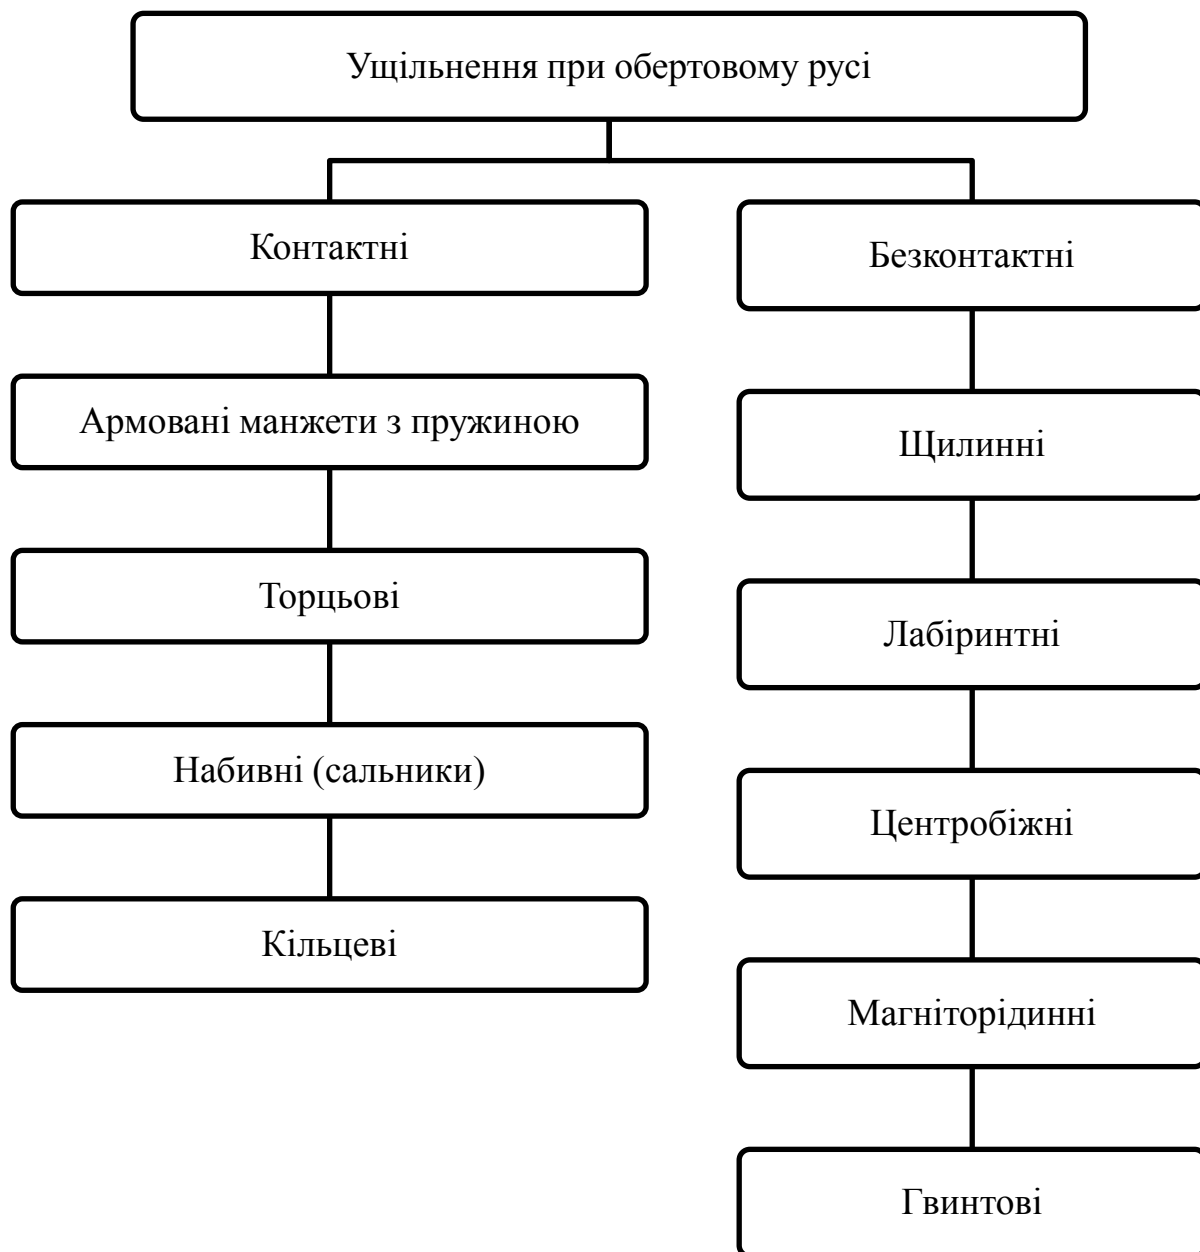 Ущільнення при обертовому русі
Контактні
Армовані манжети з пружиною
Торцьові
Набивні (сальники)
Кільцеві
Безконтактні
Щилинні
Лабіринтні
Центробіжні
Магніторідинні
Гвинтові